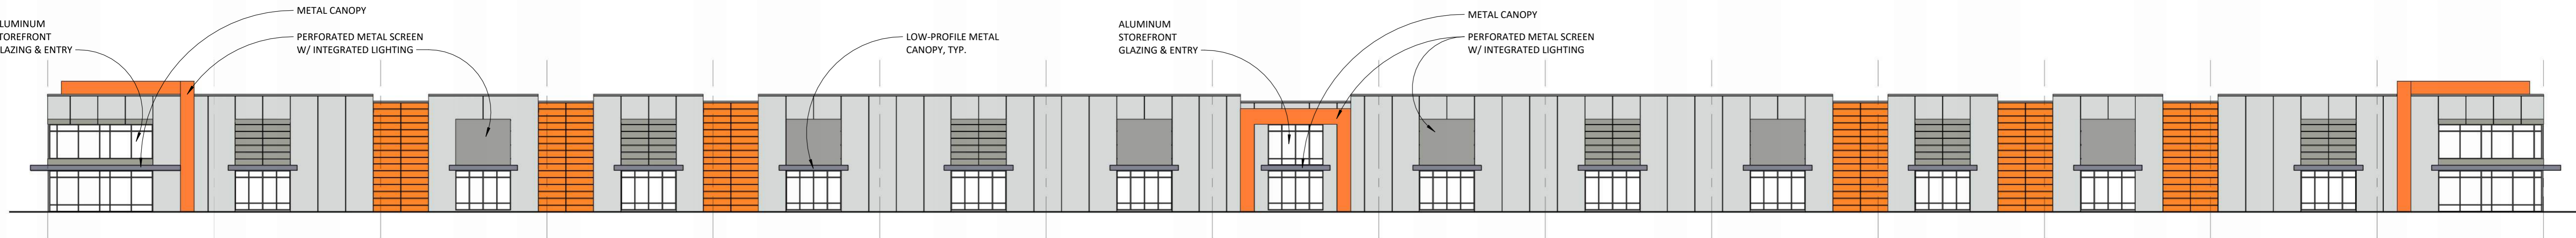 METAL CANOPY
LUMINUM
TOREFRONT
LAZING & ENTRY
PERFORATED METAL SCREEN
W/ INTEGRATED LIGHTING
LOW-PROFILE METAL
CANOPY, TYP.
ALUMINUM
STOREFRONT
GLAZING & ENTRY
METAL CANOPY
PERFORATED METAL SCREEN
W/ INTEGRATED LIGHTING